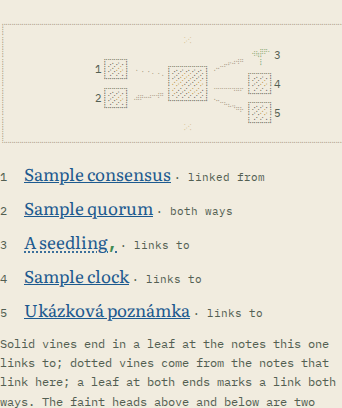 3
1
4
2
5
1 Sample consensus · linked from
2 Sample quorum · both ways
3 A seedling, · links to
4 Sample clock · links to
5 Ukázková poznámka · links to
Solid vines end in a leaf at the notes this one
links to; dotted vines come from the notes that
link here; a leaf at both ends marks a link both
ways. The faint heads above and below are two